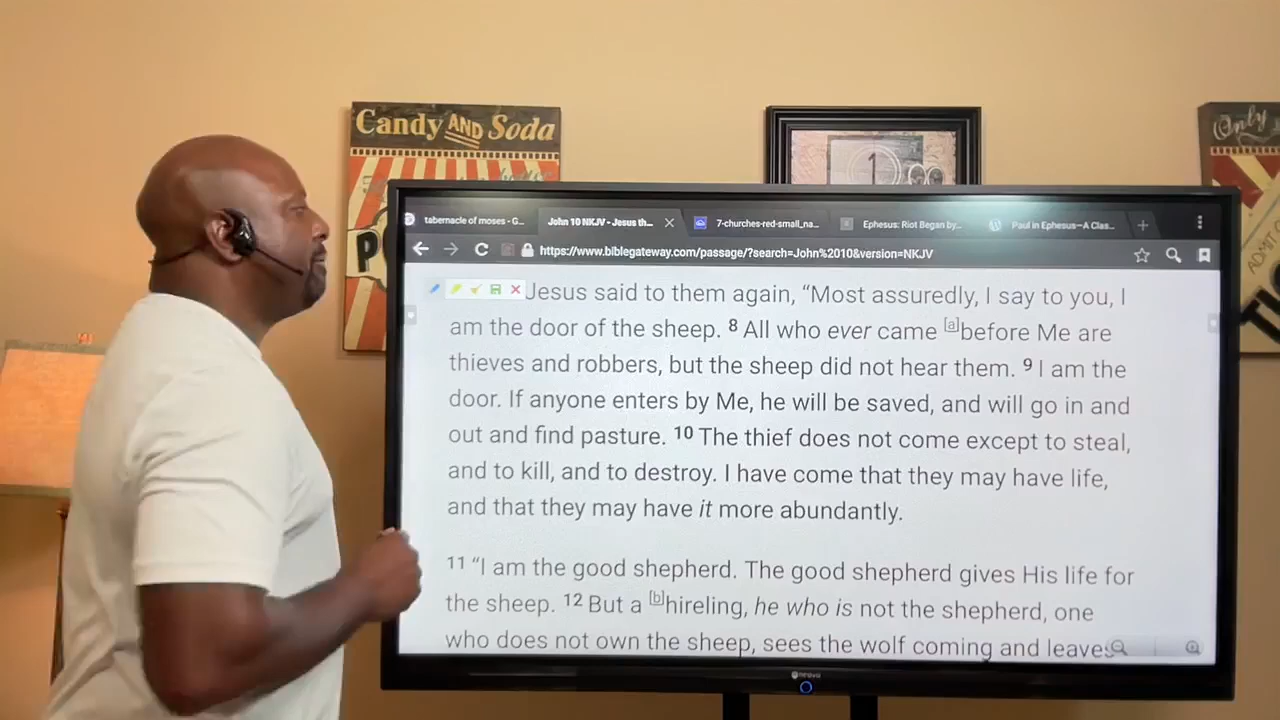 Candy AND Soda
Only
1
tabernacle of moses - G...
John 10 NKJV - Jesus th...
7-churches-red-small_na...
Ephesus: Riot Began by...
Paul in Ephesus—A Clas...
https://www.biblegateway.com/passage/?search=John%2010&version=NKJV
Jesus said to them again, “Most assuredly, I say to you, I
am the door of the sheep. 8 All who ever came [a]before Me are
thieves and robbers, but the sheep did not hear them. 9 I am the
door. If anyone enters by Me, he will be saved, and will go in and
out and find pasture. 10 The thief does not come except to steal,
and to kill, and to destroy. I have come that they may have life,
and that they may have it more abundantly.
11 “I am the good shepherd. The good shepherd gives His life for
the sheep. 12 But a [b]hireling, he who is not the shepherd, one
who does not own the sheep, sees the wolf coming and leaves
ADMIT